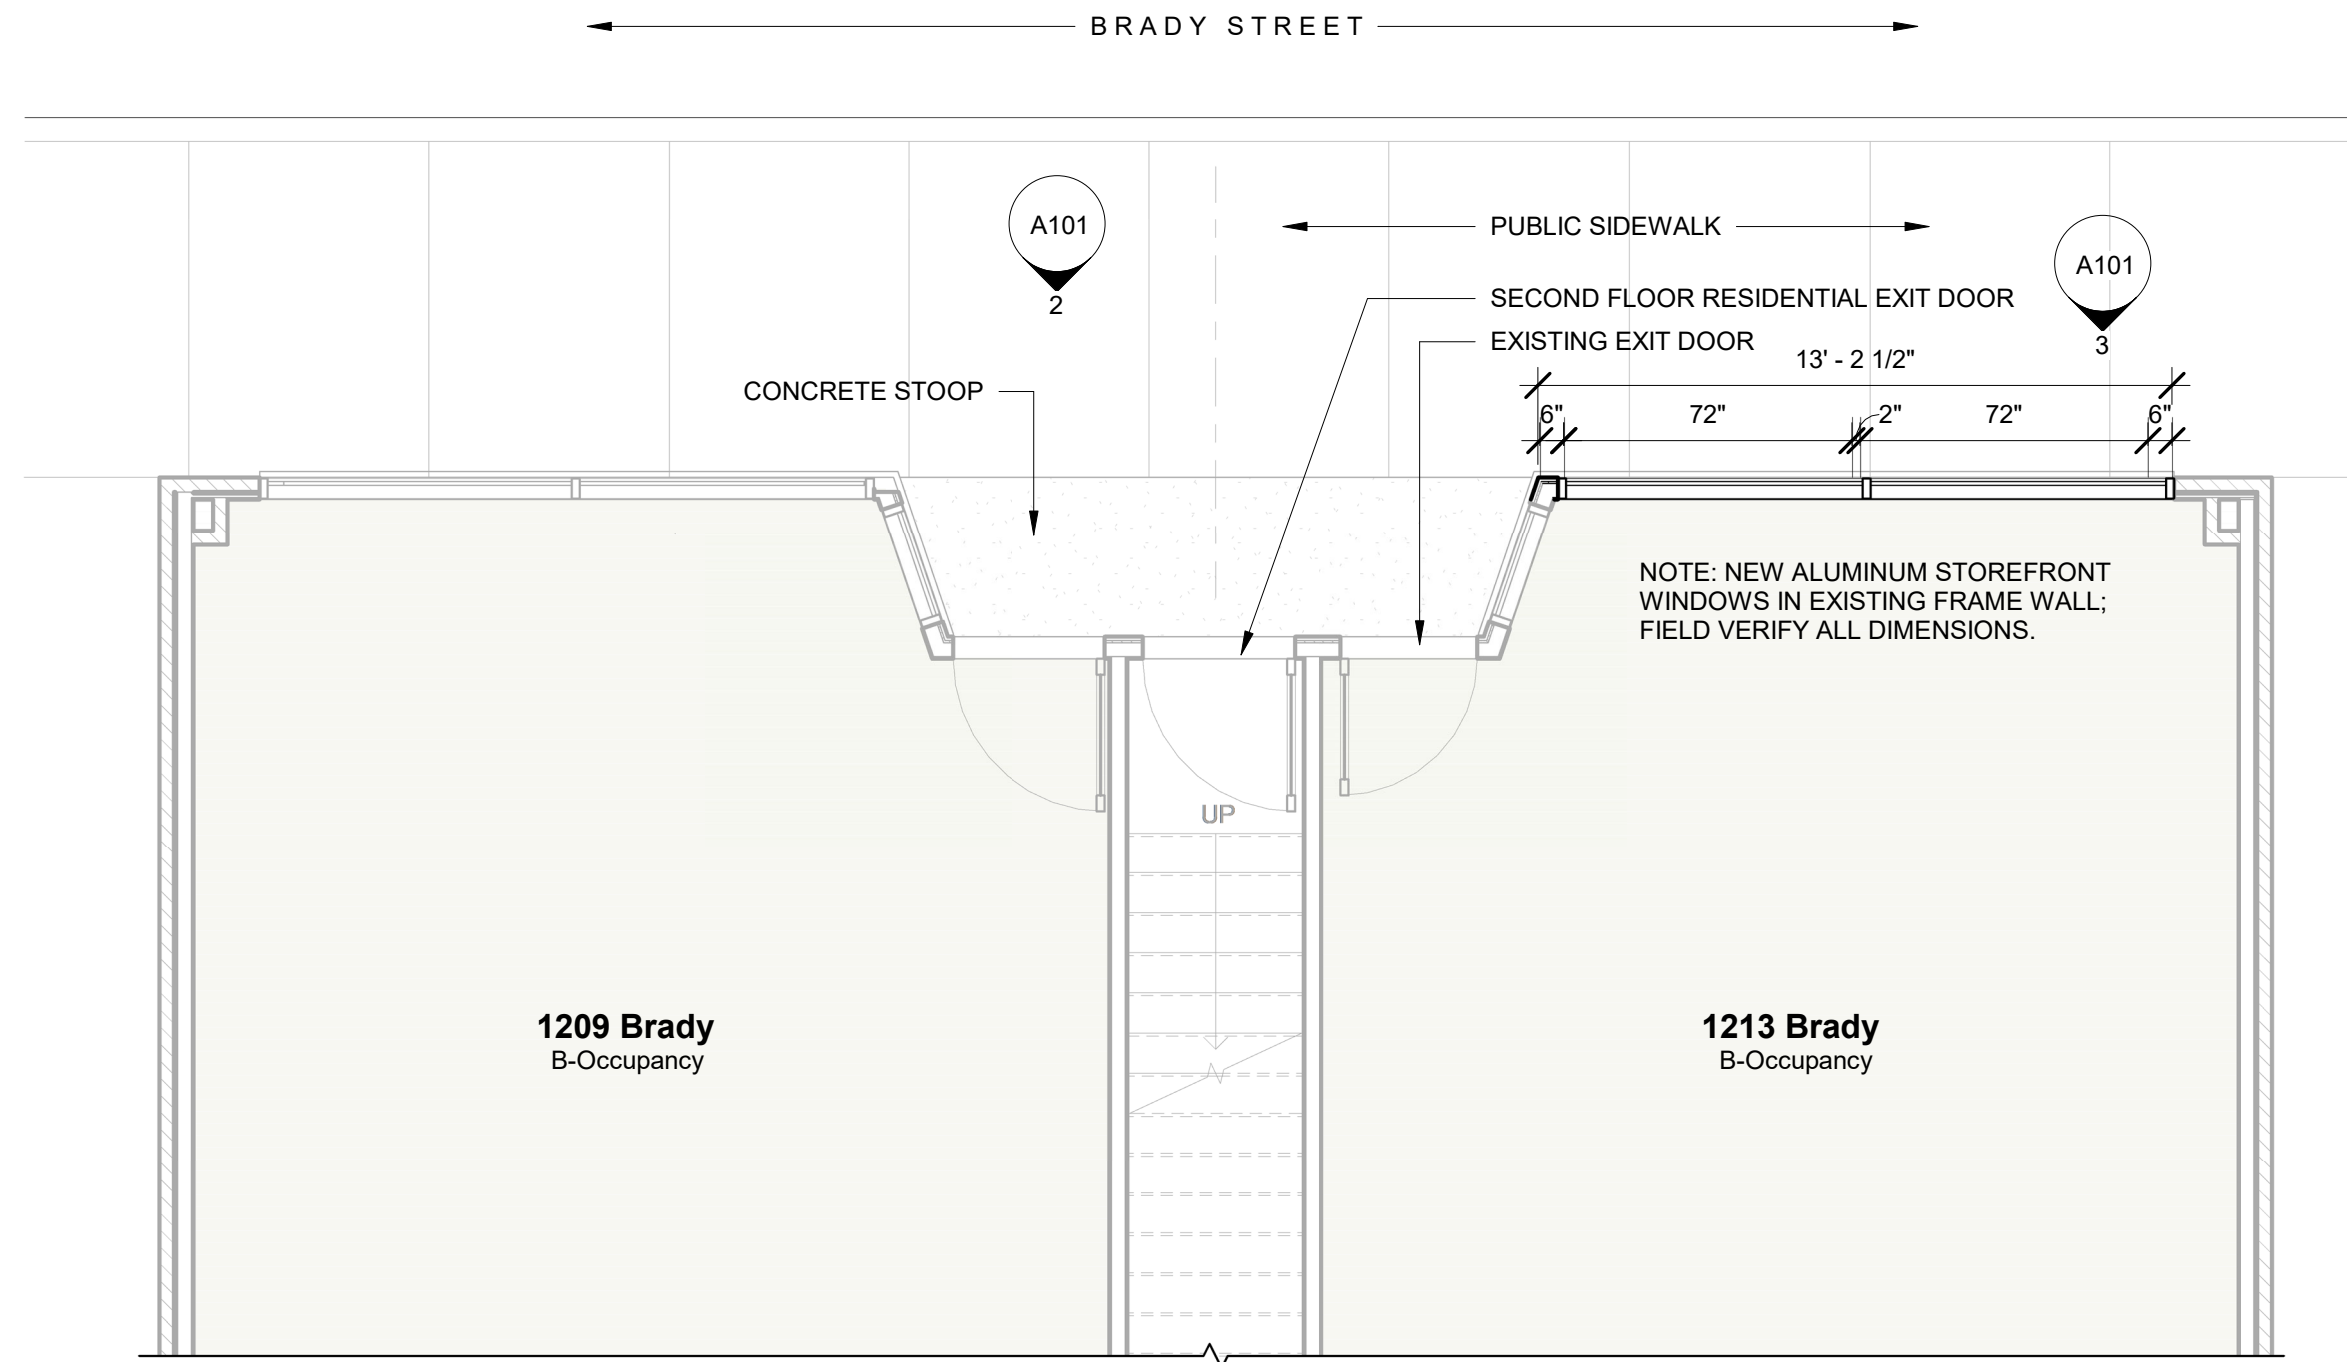 BRADY STREET
A101
2
PUBLIC SIDEWALK
A101
3
SECOND FLOOR RESIDENTIAL EXIT DOOR
EXISTING EXIT DOOR
13' - 2 1/2"
CONCRETE STOOP
6"
72"
2"
72"
6"
NOTE: NEW ALUMINUM STOREFRONT
WINDOWS IN EXISTING FRAME WALL;
FIELD VERIFY ALL DIMENSIONS.
UP
1209 Brady
B-Occupancy
1213 Brady
B-Occupancy